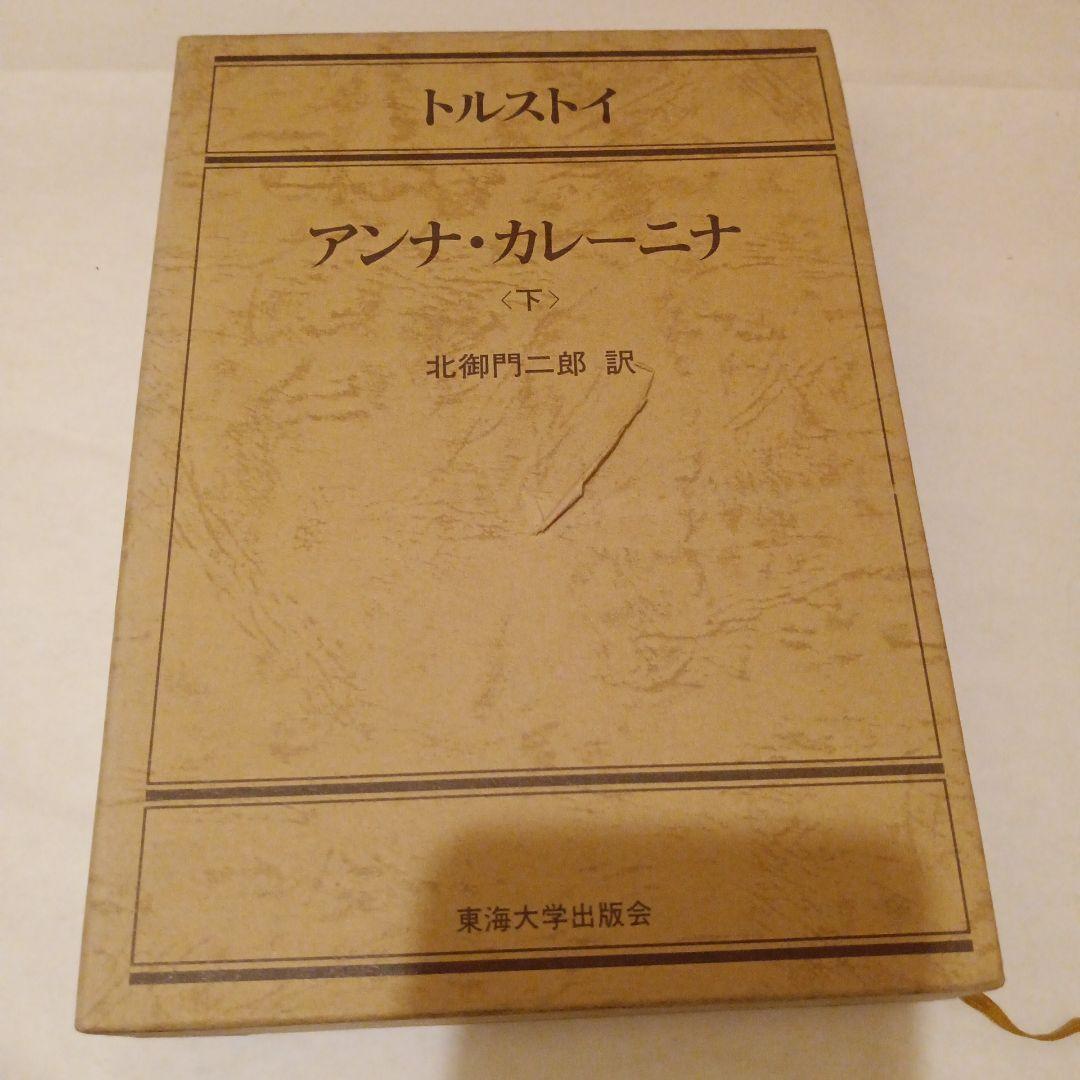 トルストイ
アンナ・カレーニナ
〈下〉
北御門二郎 訳
東海大学出版会